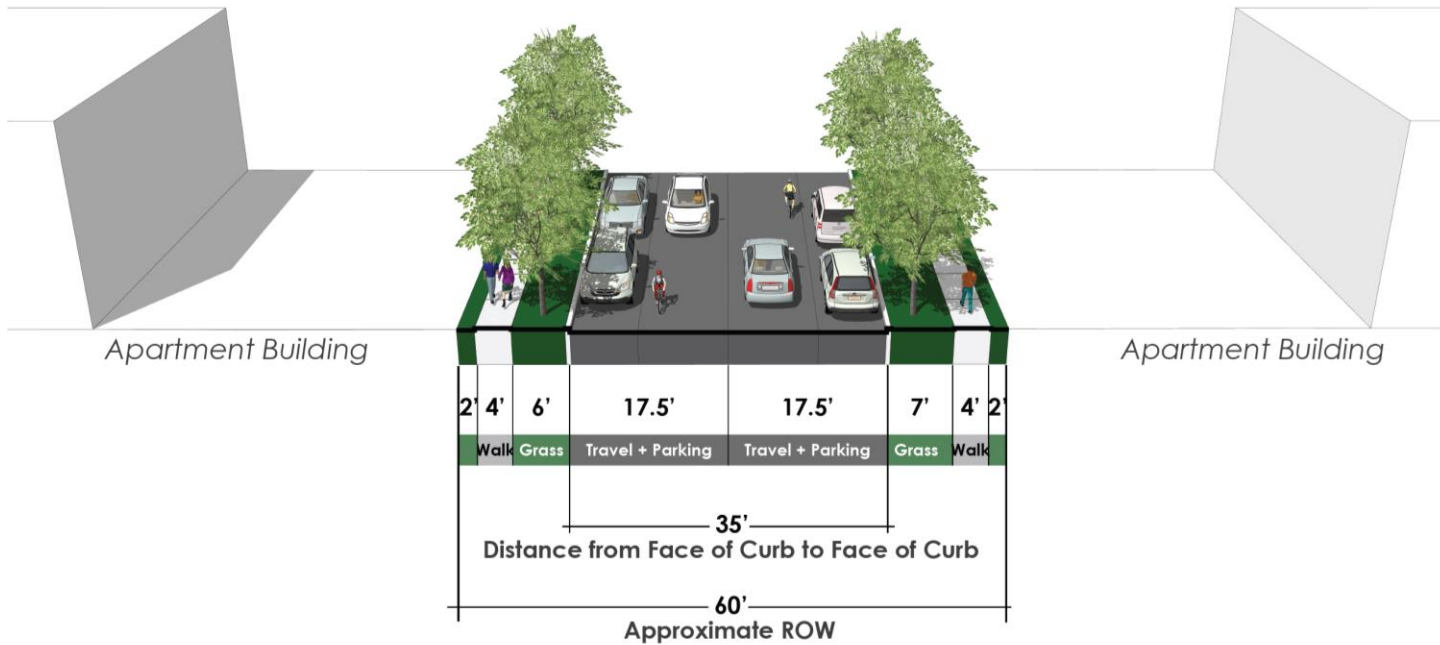 Apartment Building
Apartment Building
2' 4' 6' 17.5' 17.5' 7' 4' 2'
Walk Grass Travel + Parking Travel + Parking Grass Walk
35'
Distance from Face of Curb to Face of Curb
60'
Approximate ROW